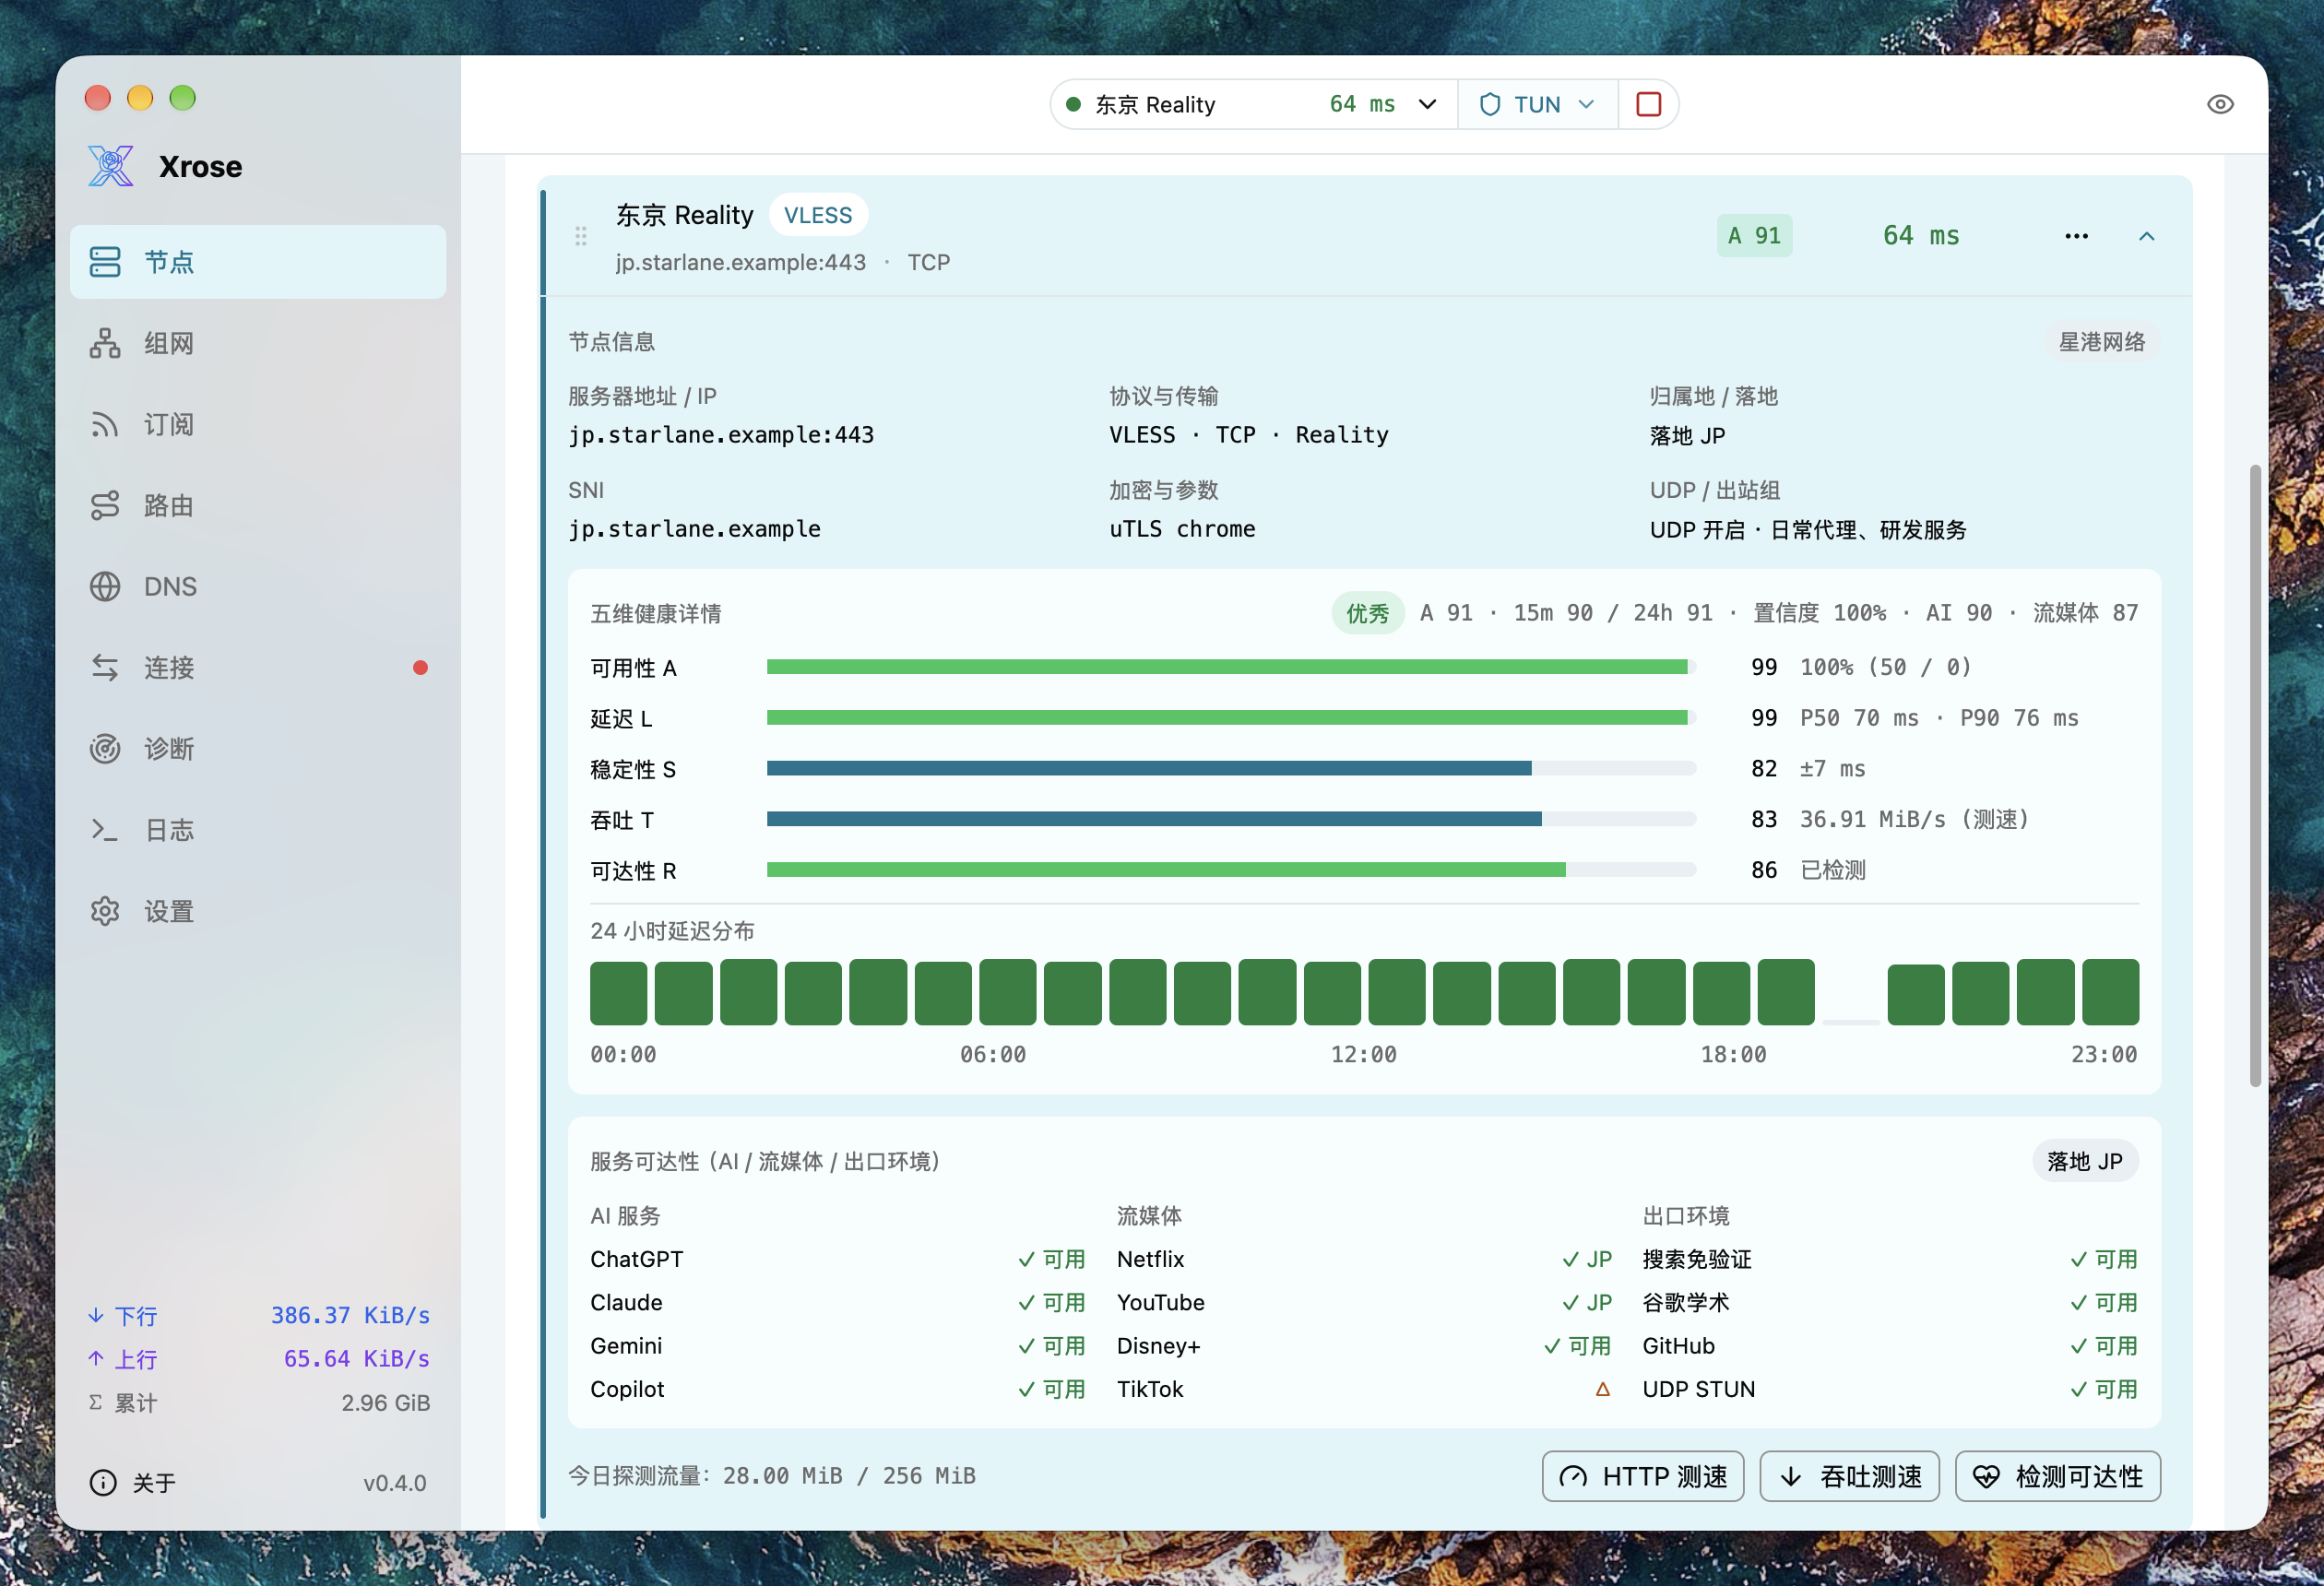 东京 Reality 64 ms TUN
Xrose
节点
组网
订阅
路由
DNS
连接
诊断
日志
设置
↓ 下行 386.37 KiB/s
↑ 上行 65.64 KiB/s
Σ 累计 2.96 GiB
关于 v0.4.0
东京 Reality VLESS A 91 64 ms ···
jp.starlane.example:443 · TCP
节点信息 星港网络
服务器地址 / IP 协议与传输 归属地 / 落地
jp.starlane.example:443 VLESS · TCP · Reality 落地 JP
SNI 加密与参数 UDP / 出站组
jp.starlane.example uTLS chrome UDP 开启 · 日常代理、研发服务
五维健康详情 优秀 A 91 · 15m 90 / 24h 91 · 置信度 100% · AI 90 · 流媒体 87
可用性 A 99 100% (50 / 0)
延迟 L 99 P50 70 ms · P90 76 ms
稳定性 S 82 ±7 ms
吞吐 T 83 36.91 MiB/s (测速)
可达性 R 86 已检测
24 小时延迟分布
00:00 06:00 12:00 18:00 23:00
服务可达性（AI / 流媒体 / 出口环境） 落地 JP
AI 服务 流媒体 出口环境
ChatGPT ✓ 可用 Netflix ✓ JP 搜索免验证 ✓ 可用
Claude ✓ 可用 YouTube ✓ JP 谷歌学术 ✓ 可用
Gemini ✓ 可用 Disney+ ✓ 可用 GitHub ✓ 可用
Copilot ✓ 可用 TikTok △ UDP STUN ✓ 可用
今日探测流量：28.00 MiB / 256 MiB HTTP 测速 吞吐测速 检测可达性